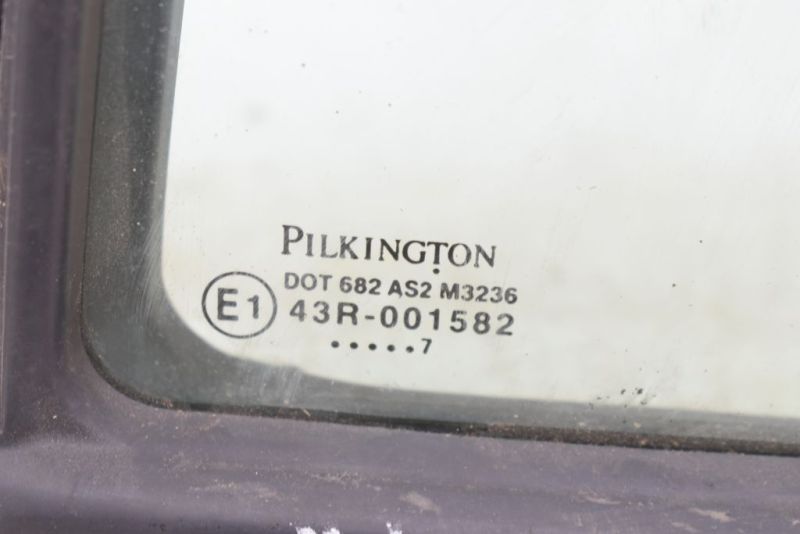 PILKINGTON
DOT 682 AS2 M3236
E1 43R-001582
.....7